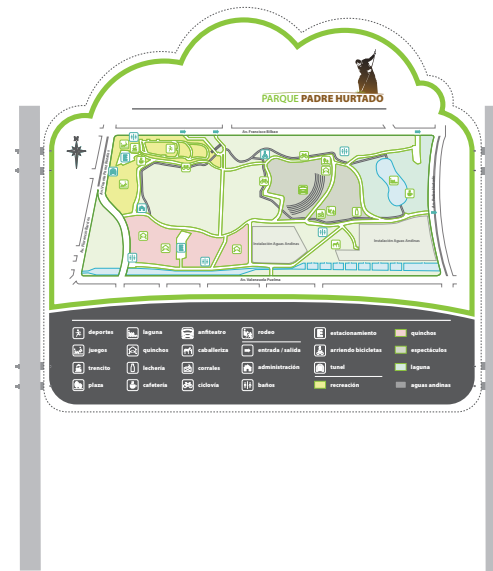 PARQUE PADRE HURTADO
Av. Francisco Bilbao
Instalación Aguas Andinas
Instalación Aguas Andinas
Av. Valenzuela Puelma
deportes
laguna
anfiteatro
rodeo
estacionamiento
quinchos
juegos
quinchos
caballeriza
entrada / salida
arriendo bicicletas
espectáculos
trencito
lechería
corrales
administración
tunel
laguna
plaza
cafetería
ciclovía
baños
recreación
aguas andinas